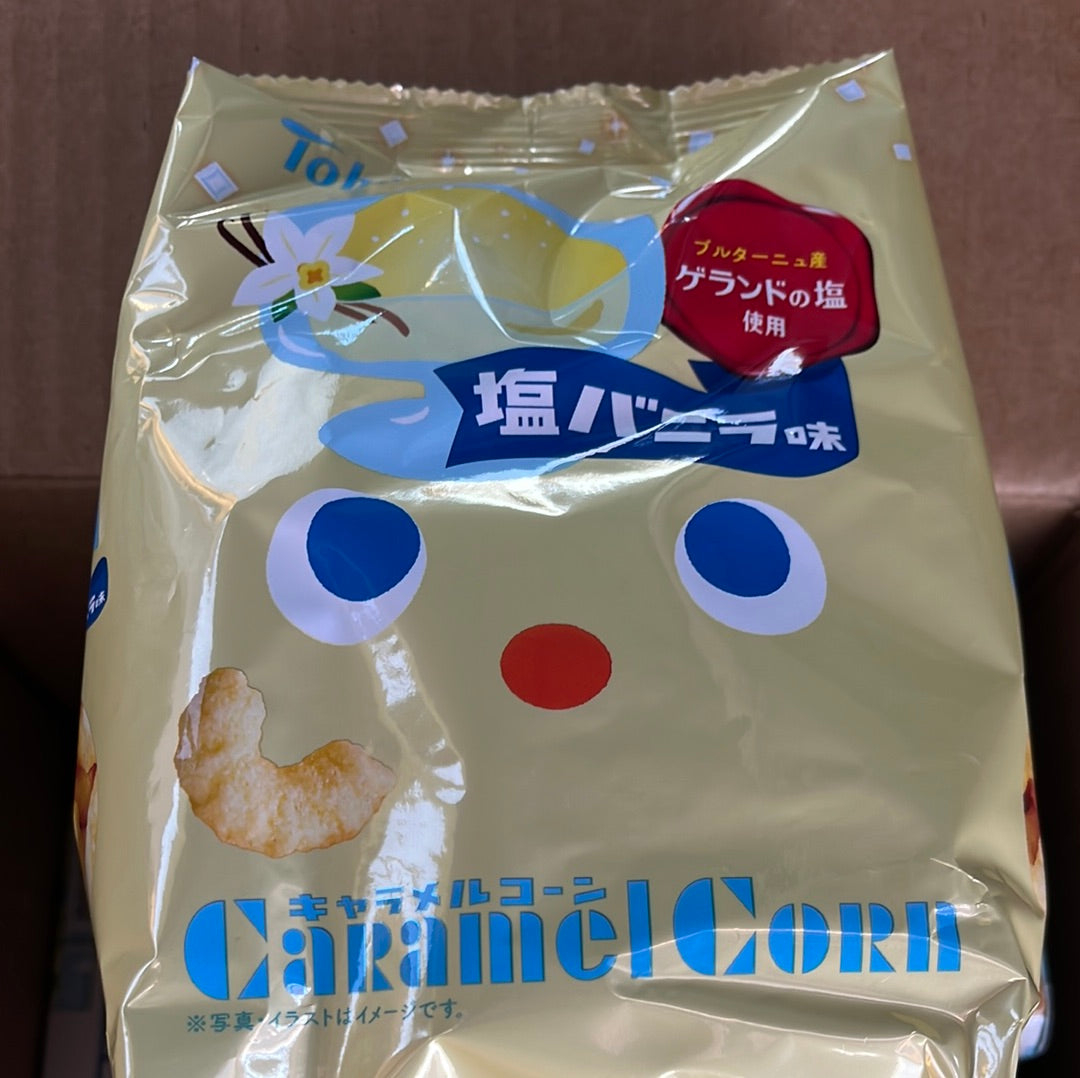 ブルターニュ産
ゲランドの塩
使用
塩バニラ味
キャラメルコーン
Caramel Corn
※写真・イラストはイメージです。